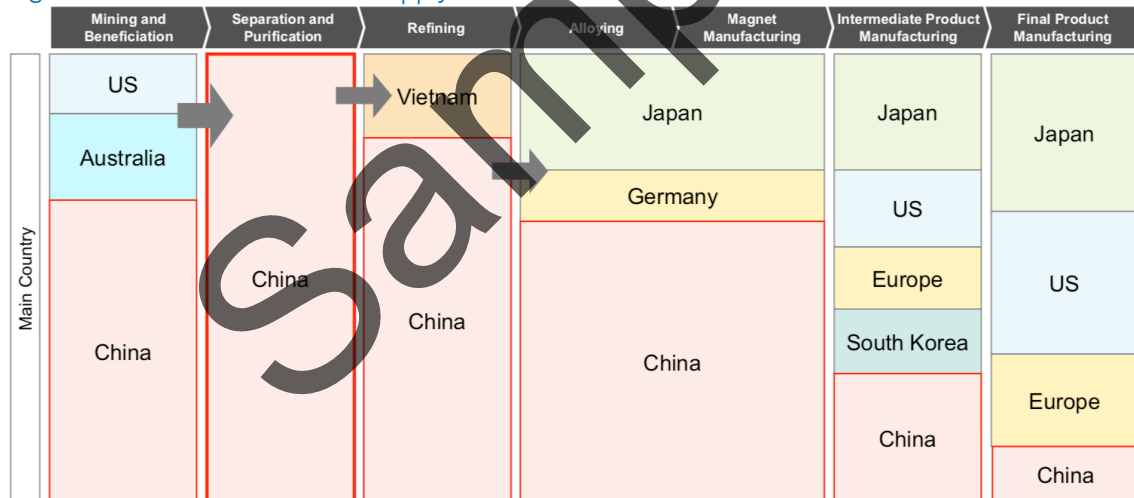 Mining and
Beneficiation
Separation and
Purification
Refining
Alloying
Magnet
Manufacturing
Intermediate Product
Manufacturing
Final Product
Manufacturing
Main Country
US
Australia
China
China
Vietnam
China
Japan
Germany
China
Japan
US
Europe
South Korea
China
Japan
US
Europe
China